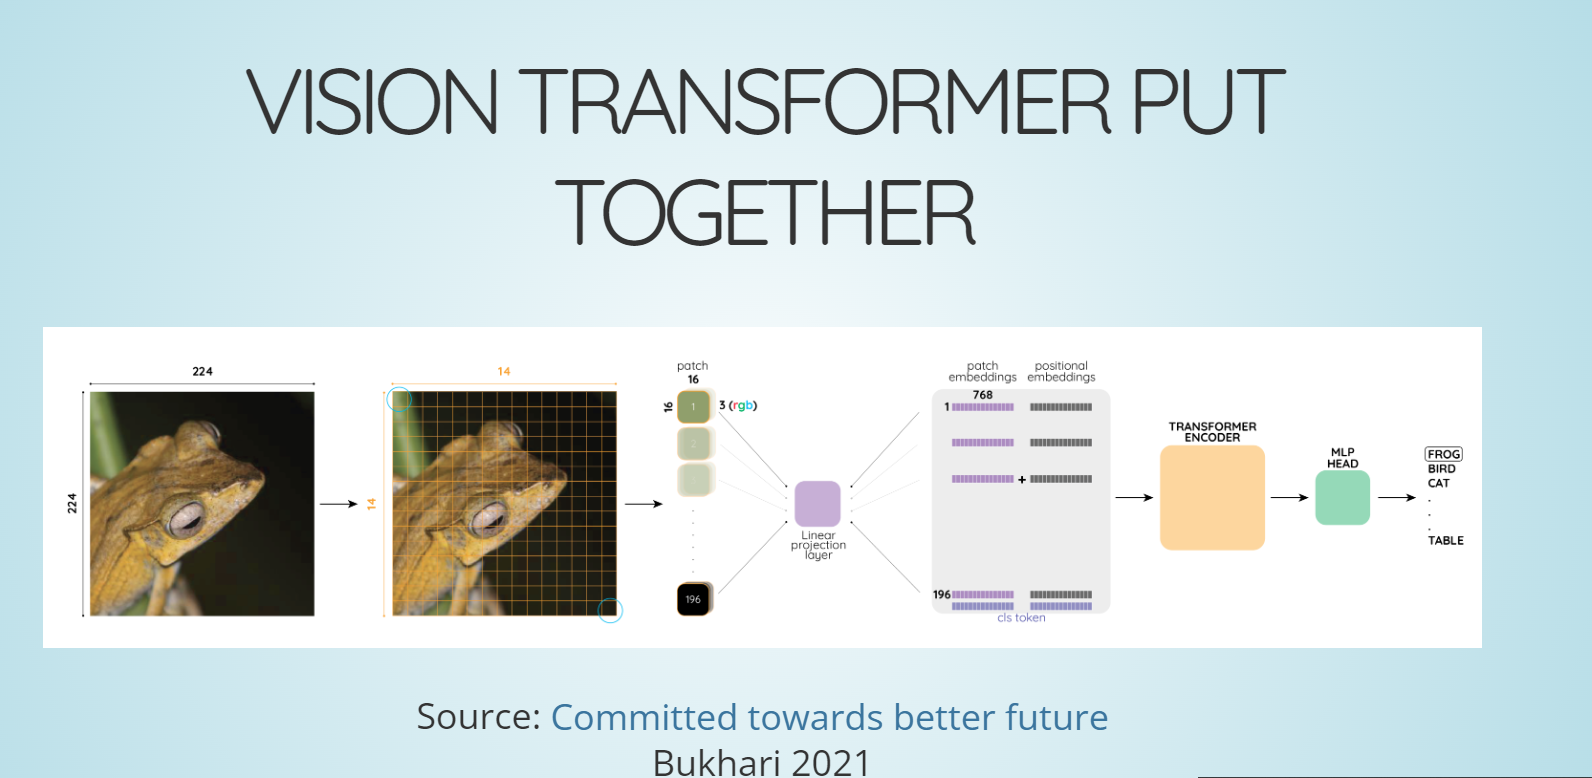 VISION TRANSFORMER PUT
TOGETHER
224
224
14
14
patch
16
16
1
3 (rgb)
2
196
Linear
projection
layer
patch
embeddings
positional
embeddings
768
1
+
196
cls token
TRANSFORMER
ENCODER
MLP
HEAD
FROG
BIRD
CAT
.
.
.
TABLE
Source: Committed towards better future
Bukhari 2021